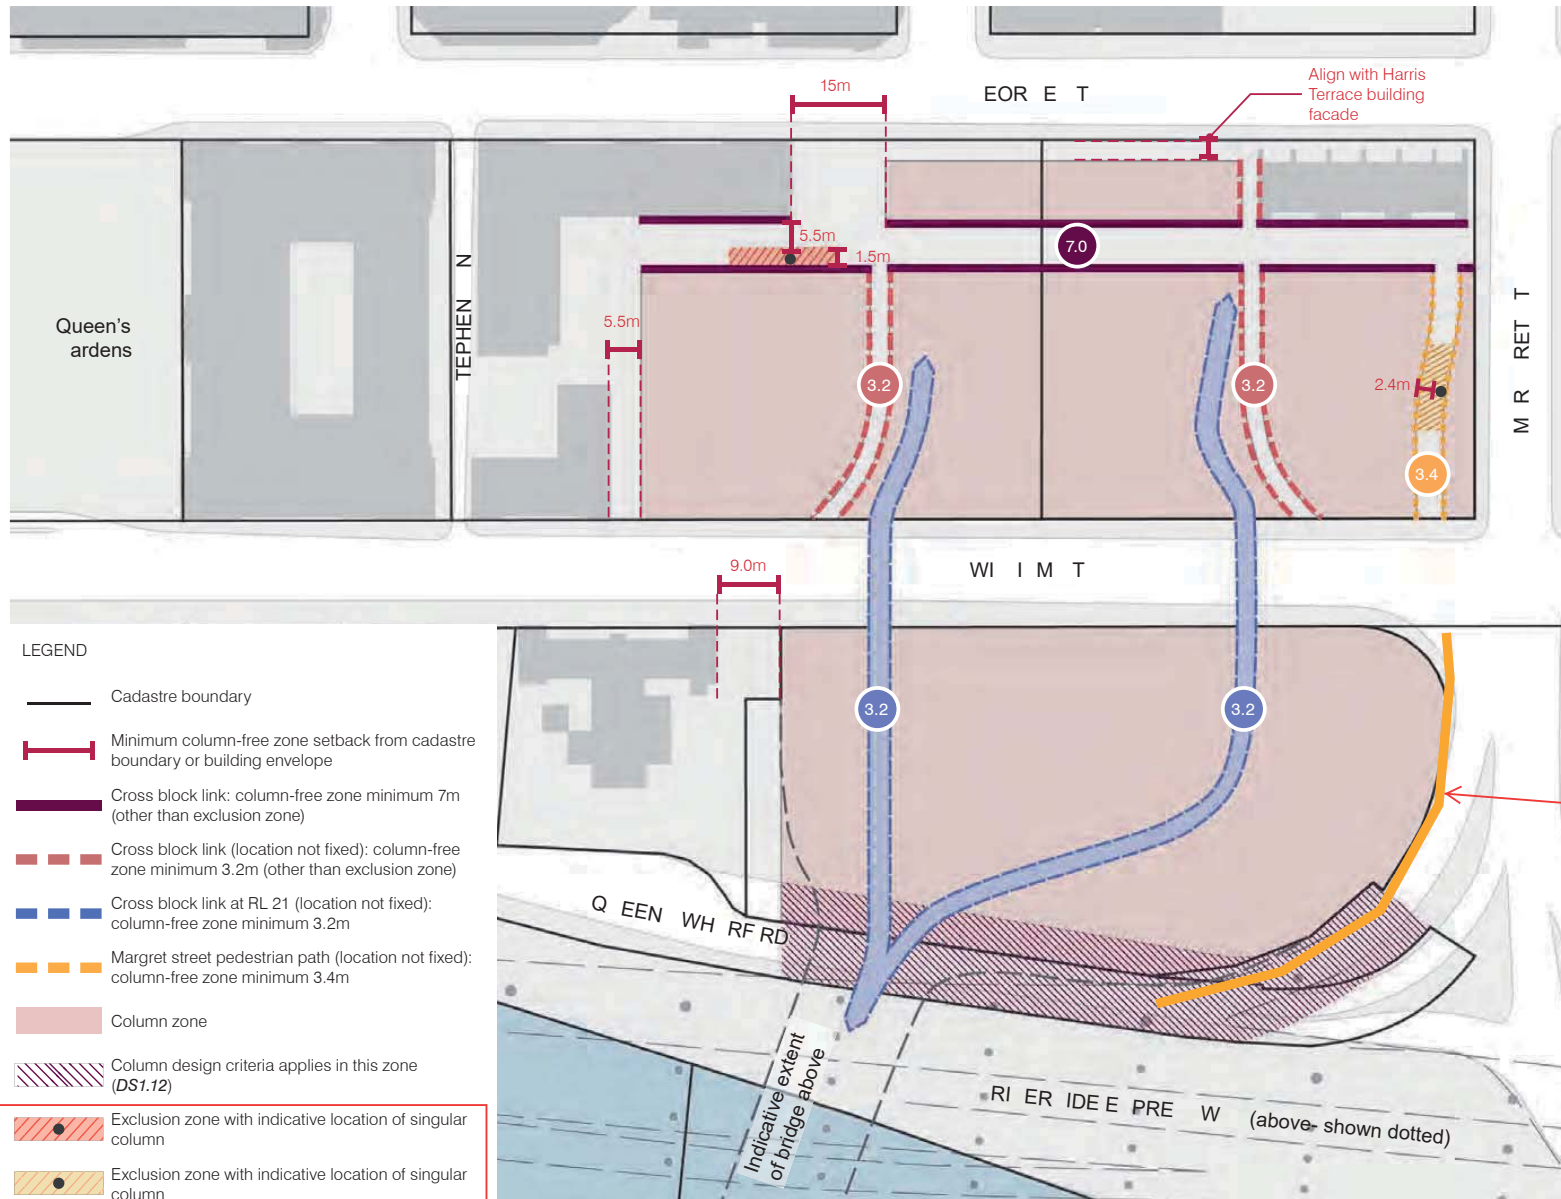 15m
EOR E T
Align with Harris
Terrace building
facade
5.5m
1.5m
7.0
TEPHEN N
Queen's
ardens
5.5m
3.2
3.2
2.4m
3.4
M R RET T
9.0m
WI I M T
LEGEND
Cadastre boundary
Minimum column-free zone setback from cadastre
boundary or building envelope
Cross block link: column-free zone minimum 7m
(other than exclusion zone)
Cross block link (location not fixed): column-free
zone minimum 3.2m (other than exclusion zone)
Cross block link at RL 21 (location not fixed):
column-free zone minimum 3.2m
Margret street pedestrian path (location not fixed):
column-free zone minimum 3.4m
Column zone
Column design criteria applies in this zone
(DS1.12)
Exclusion zone with indicative location of singular
column
Exclusion zone with indicative location of singular
column
3.2
3.2
Q EEN WH RF RD
Indicative extent
of bridge above
RI ER IDE E PRE W (above- shown dotted)